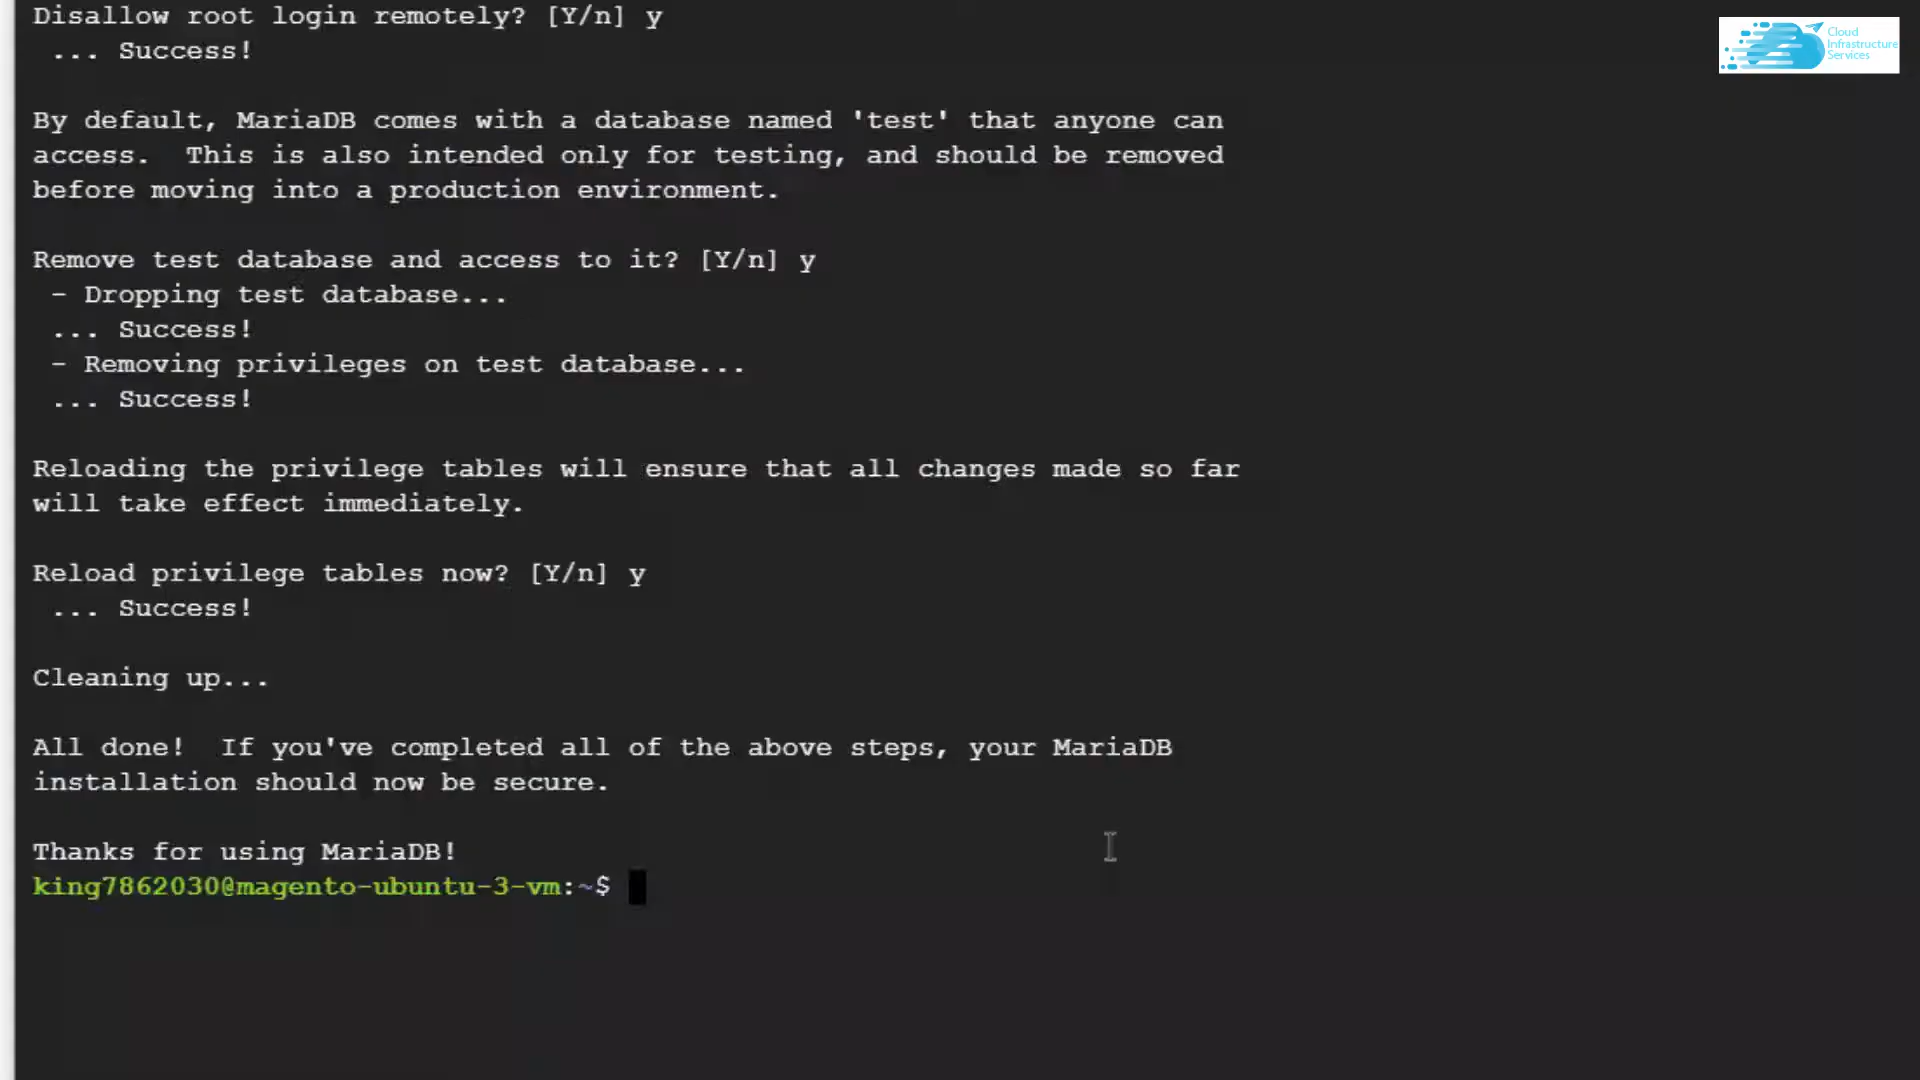 Disallow root login remotely? [Y/n] y
... Success!
Cloud
Infrastructure
Services
By default, MariaDB comes with a database named 'test' that anyone can
access.  This is also intended only for testing, and should be removed
before moving into a production environment.
Remove test database and access to it? [Y/n] y
- Dropping test database...
... Success!
- Removing privileges on test database...
... Success!
Reloading the privilege tables will ensure that all changes made so far
will take effect immediately.
Reload privilege tables now? [Y/n] y
... Success!
Cleaning up...
All done!  If you've completed all of the above steps, your MariaDB
installation should now be secure.
Thanks for using MariaDB!
king7862030@magento-ubuntu-3-vm:~$